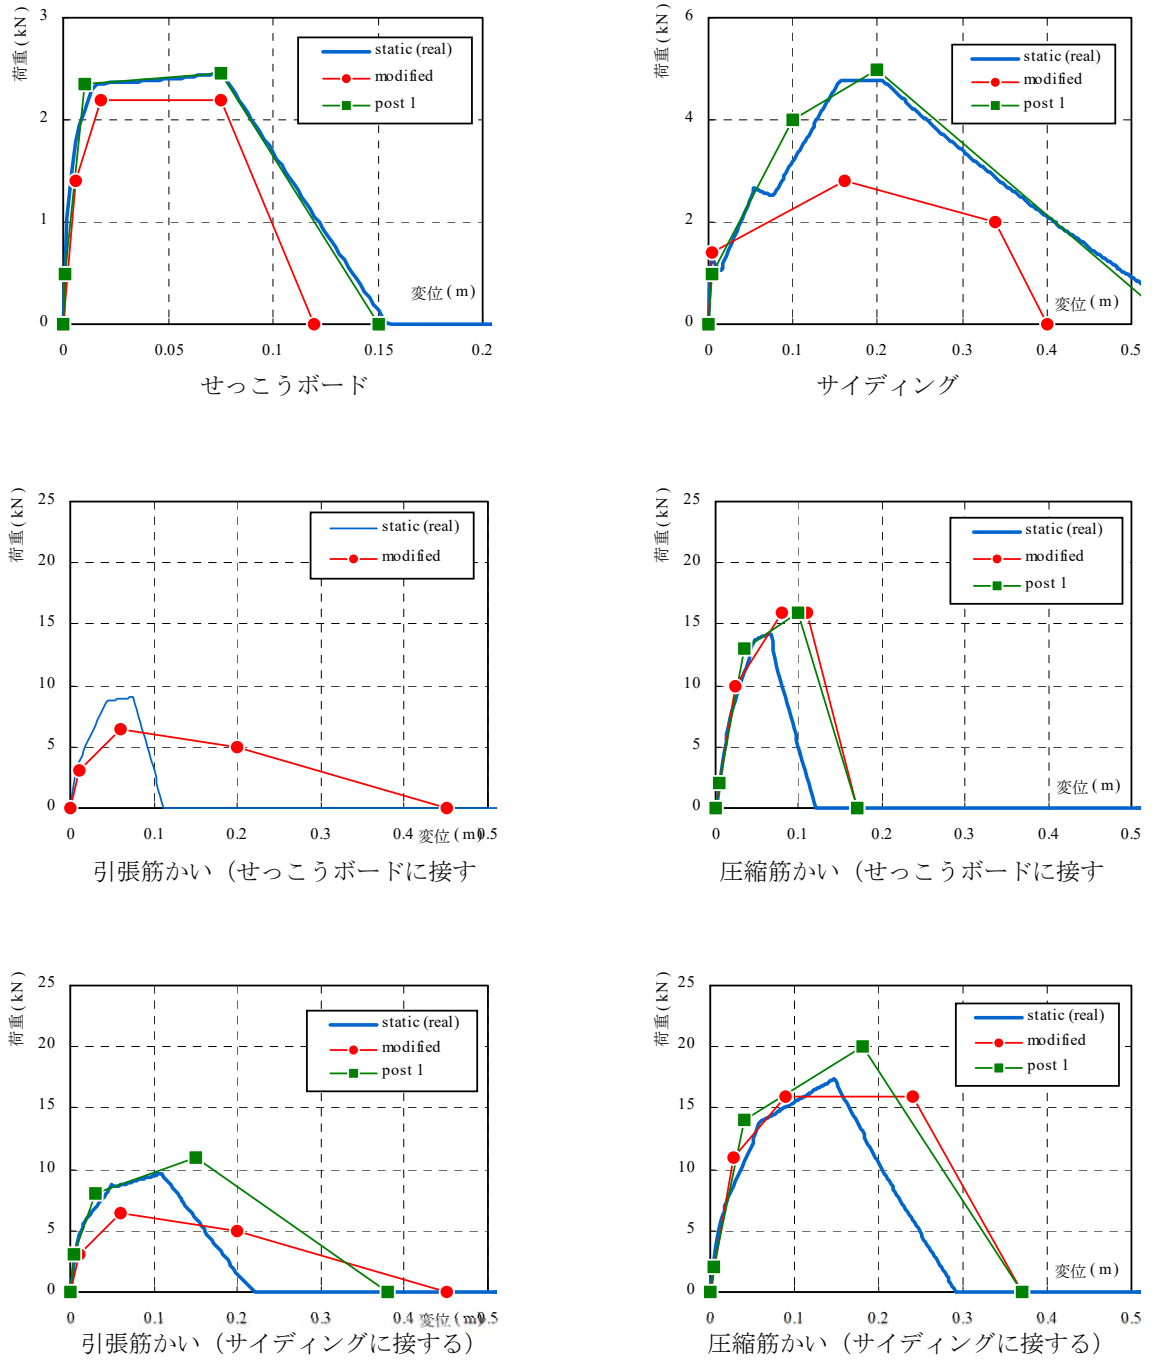 荷重(kN)
3
2
1
0
static (real)
modified
post 1
変位(m)
0 0.05 0.1 0.15 0.2
せっこうボード
荷重(kN)
6
4
2
0
static (real)
modified
post 1
変位(m)
0 0.1 0.2 0.3 0.4 0.5
サイディング
荷重(kN)
25
20
15
10
5
0
static (real)
modified
0 0.1 0.2 0.3 0.4 変位(m) 0.5
引張筋かい（せっこうボードに接す
荷重(kN)
25
20
15
10
5
0
static (real)
modified
post 1
変位(m)
0 0.1 0.2 0.3 0.4 0.5
圧縮筋かい（せっこうボードに接す
荷重(kN)
25
20
15
10
5
0
static (real)
modified
post 1
0 0.1 0.2 0.3 0.4 変位(m) 0.5
引張筋かい（サイディングに接する）
荷重(kN)
25
20
15
10
5
0
static (real)
modified
post 1
変位(m)
0 0.1 0.2 0.3 0.4 0.5
圧縮筋かい（サイディングに接する）